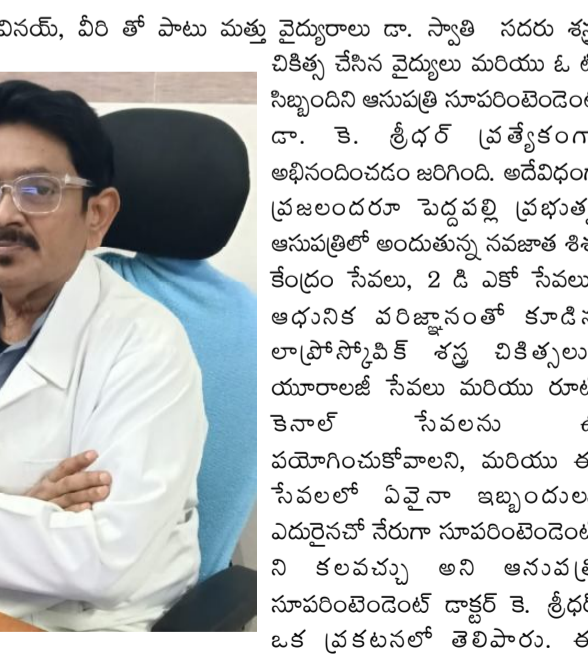 వినయ్, వీరి తో పాటు మత్తు వైద్యురాలు డా. స్వాతి సదరు శస్త్ర
చికిత్స చేసిన వైద్యులు మరియు ఓ టి
సిబ్బందిని ఆసుపత్రి సూపరింటెండెంట్
డా. కె. శ్రీధర్ ప్రత్యేకంగా
అభినందించడం జరిగింది. అదేవిధంగా
ప్రజలందరూ పెద్దపల్లి ప్రభుత్వ
ఆసుపత్రిలో అందుతున్న నవజాత శిశు
కేంద్రం సేవలు, 2 డి ఎకో సేవలు
ఆధునిక పరిజ్ఞానంతో కూడిన
లాప్రోస్కోపిక్ శస్త్ర చికిత్సలు
యూరాలజీ సేవలు మరియు రూట్
కెనాల్ సేవలను ఉ
పయోగించుకోవాలని, మరియు ఈ
సేవలలో ఏవైనా ఇబ్బందులు
ఎదురైనచో నేరుగా సూపరింటెండెంట్
ని కలవచ్చు అని ఆసుపత్రి
సూపరింటెండెంట్ డాక్టర్ కె. శ్రీధర్
ఒక ప్రకటనలో తెలిపారు. ఈ